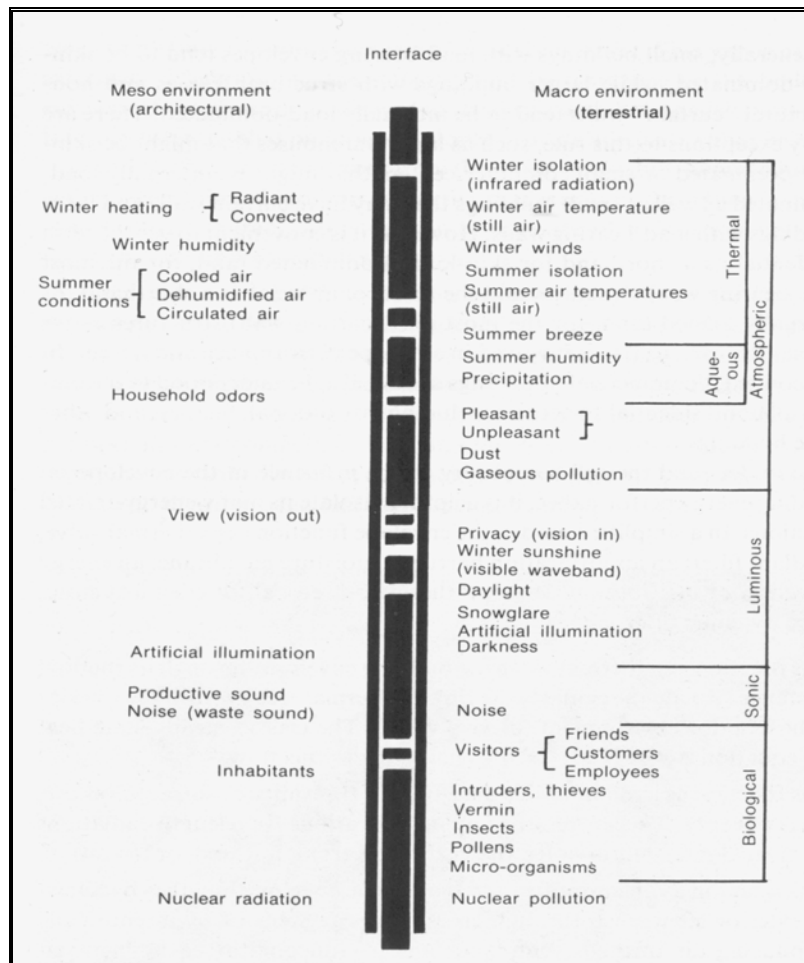 Interface
Meso environment
(architectural)
Macro environment
(terrestrial)
Winter heating
Radiant
Convected
Winter humidity
Summer
conditions
Cooled air
Dehumidified air
Circulated air
Household odors
View (vision out)
Artificial illumination
Productive sound
Noise (waste sound)
Inhabitants
Nuclear radiation
Winter isolation
(infrared radiation)
Winter air temperature
(still air)
Winter winds
Summer isolation
Summer air temperatures
(still air)
Summer breeze
Summer humidity
Precipitation
Pleasant
Unpleasant
Dust
Gaseous pollution
Privacy (vision in)
Winter sunshine
(visible waveband)
Daylight
Snowglare
Artificial illumination
Darkness
Noise
Visitors
Friends
Customers
Employees
Intruders, thieves
Vermin
Insects
Pollens
Micro-organisms
Nuclear pollution
Thermal
Aque-
ous
Atmospheric
Luminous
Sonic
Biological